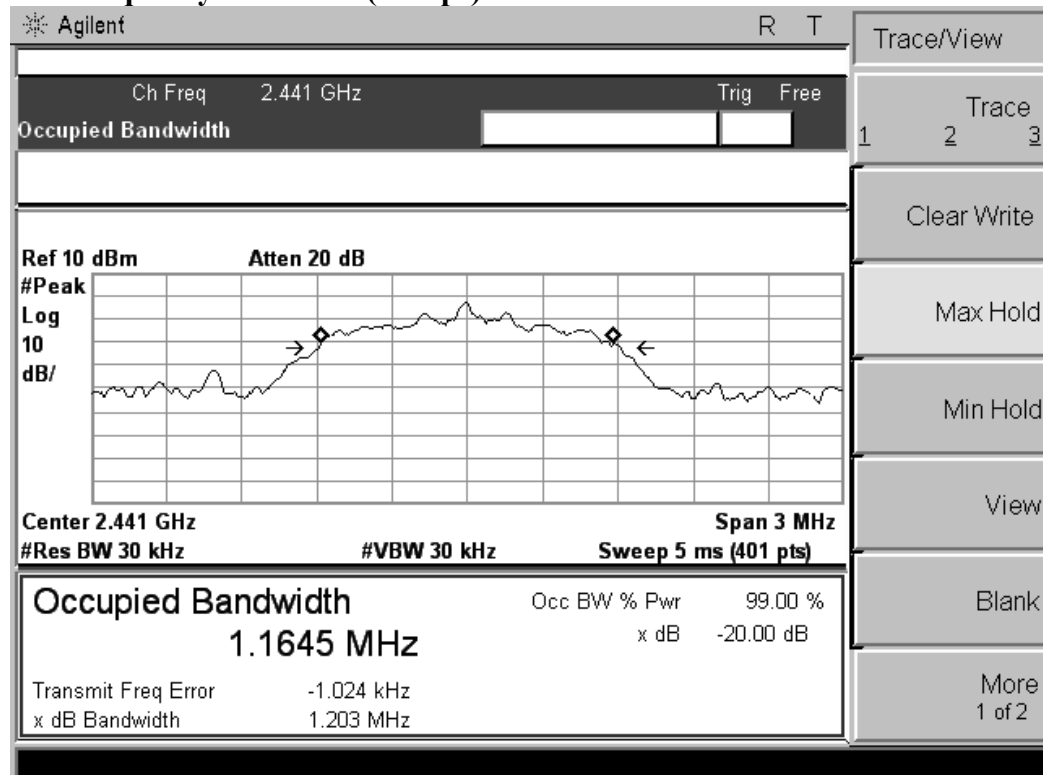 Agilent R T
Trace/View
Ch Freq 2.441 GHz Trig Free
Occupied Bandwidth
Trace
1 2 3
Clear Write
Ref 10 dBm Atten 20 dB
#Peak
Log
10
dB/
Max Hold
Min Hold
Center 2.441 GHz Span 3 MHz
#Res BW 30 kHz #VBW 30 kHz Sweep 5 ms (401 pts)
View
Occupied Bandwidth
1.1645 MHz
Occ BW % Pwr 99.00 %
x dB -20.00 dB
Transmit Freq Error -1.024 kHz
x dB Bandwidth 1.203 MHz
Blank
More
1 of 2